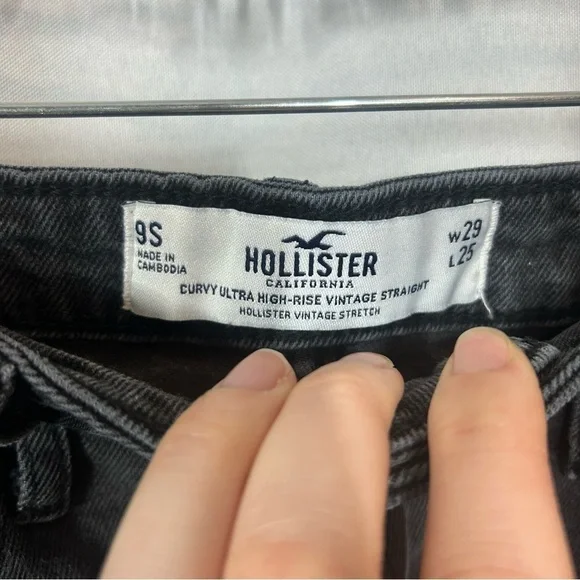 9S
MADE IN
CAMBODIA
HOLLISTER
CALIFORNIA
CURVY ULTRA HIGH-RISE VINTAGE STRAIGHT
HOLLISTER VINTAGE STRETCH
W29
L25